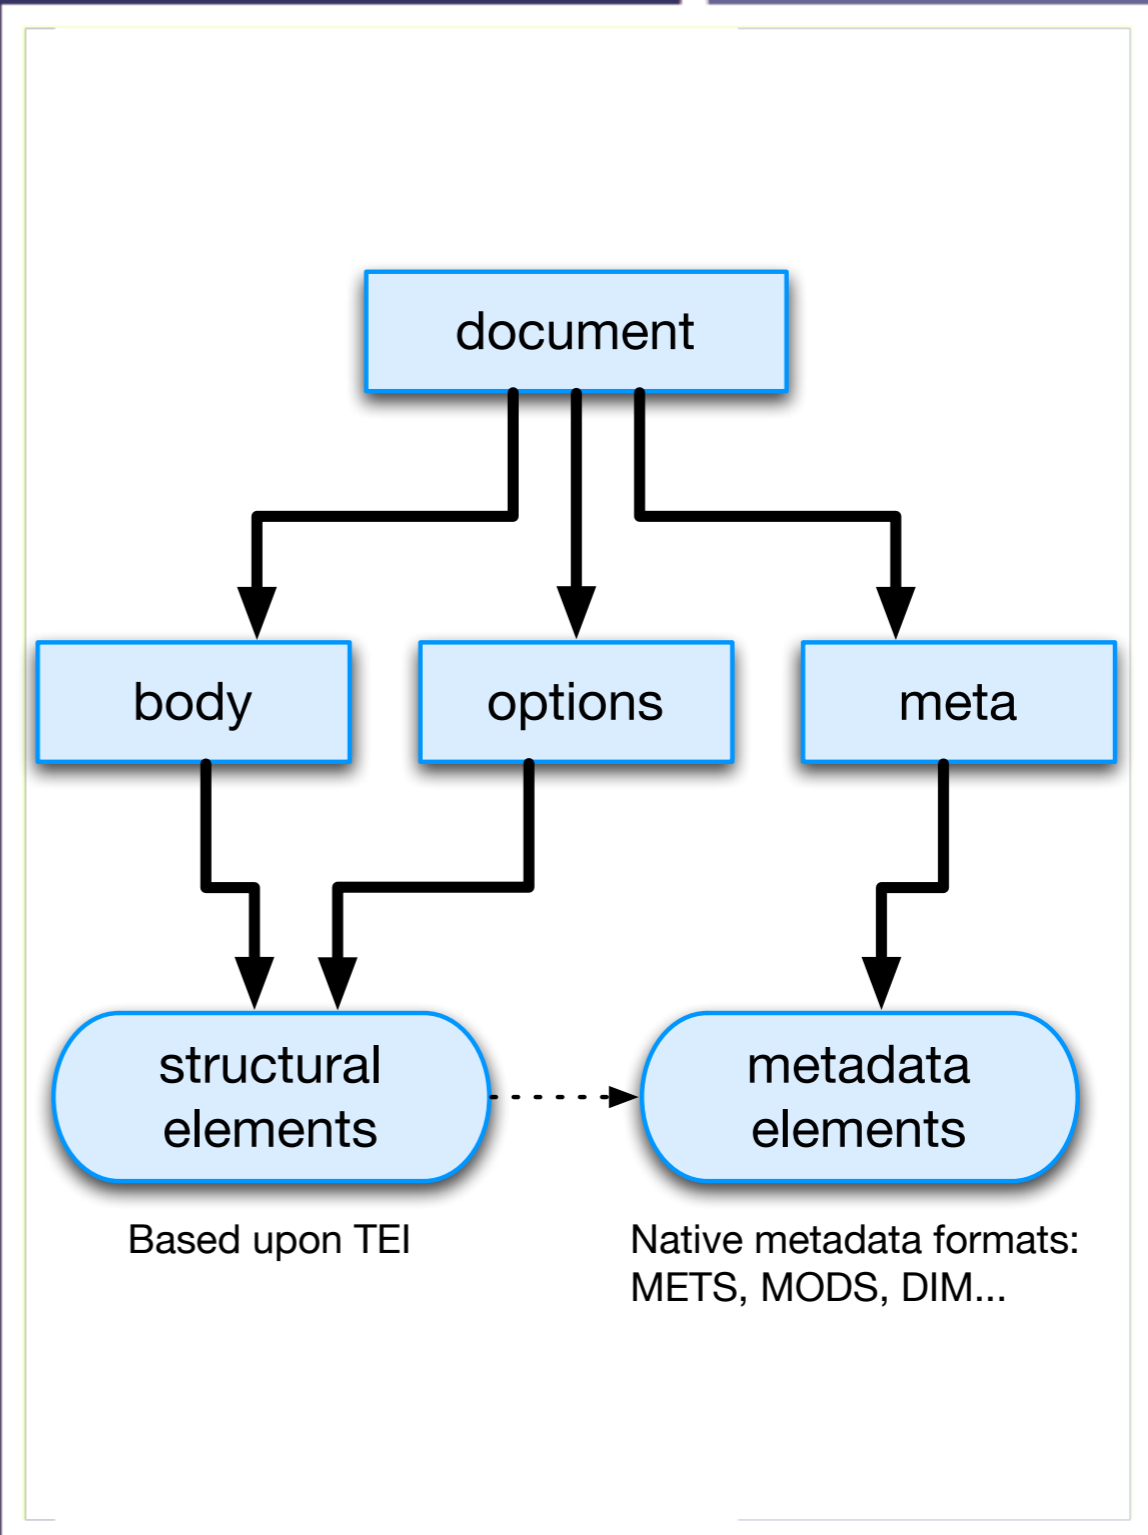 document
body
options
meta
structural
elements
metadata
elements
Based upon TEI
Native metadata formats:
METS, MODS, DIM...